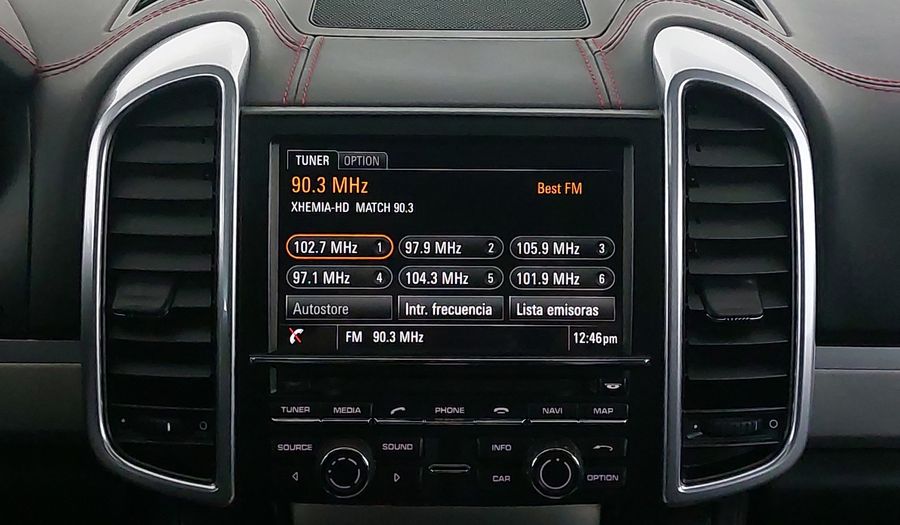 TUNER OPTION
90.3 MHz Best FM
XHEMIA-HD MATCH 90.3
102.7 MHz 1 97.9 MHz 2 105.9 MHz 3
97.1 MHz 4 104.3 MHz 5 101.9 MHz 6
Autostore Intr. frecuencia Lista emisoras
FM 90.3 MHz 12:46pm
TUNER MEDIA PHONE NAVI MAP
SOURCE SOUND INFO
CAR OPTION